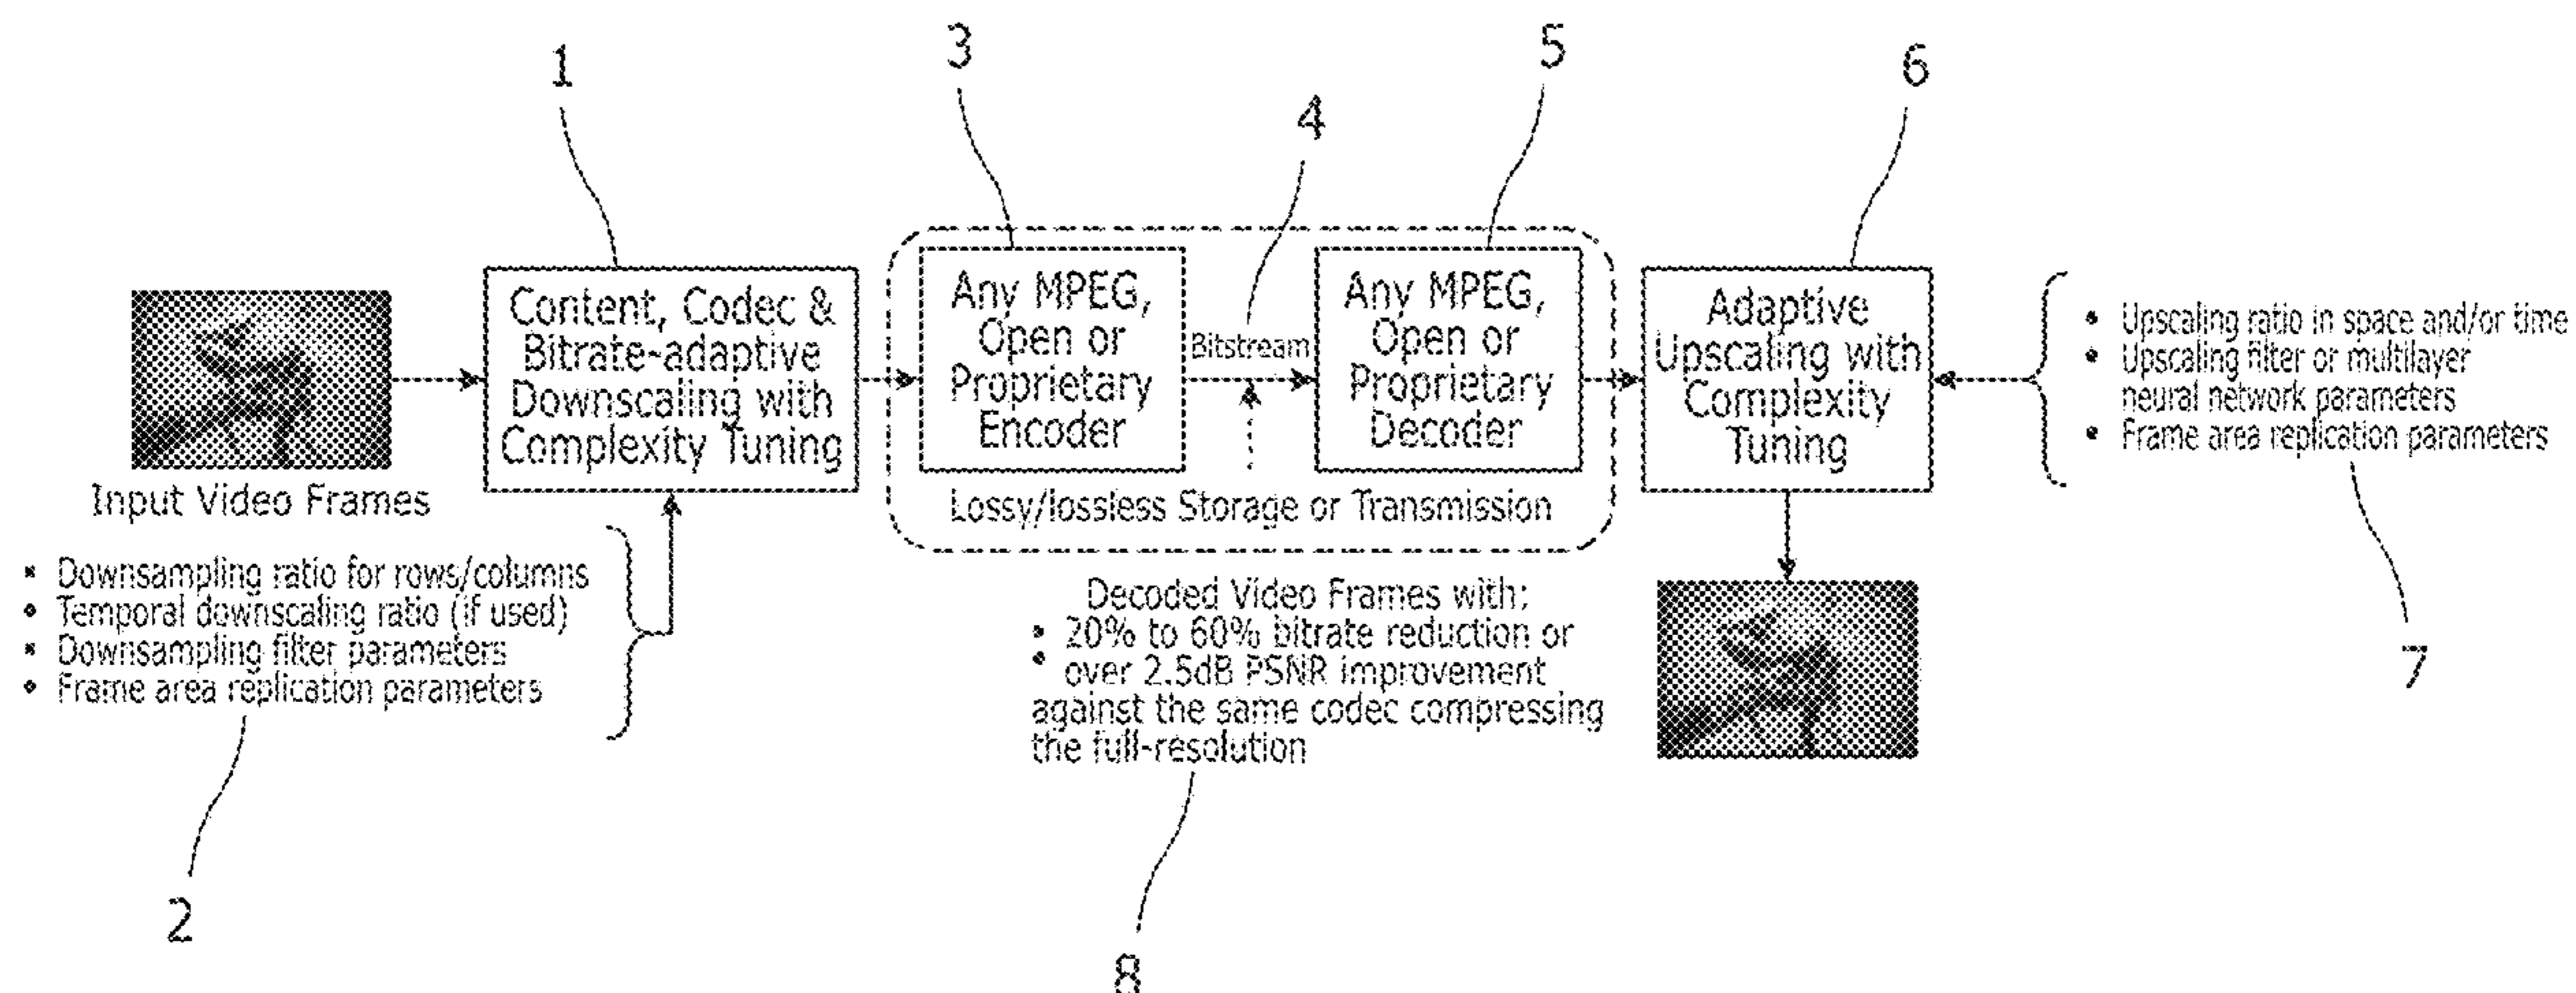 1
3
5
6
4
Content, Codec &
Bitrate-adaptive
Downscaling with
Complexity Tuning
Any MPEG,
Open or
Proprietary
Encoder
Bitstream
Any MPEG,
Open or
Proprietary
Decoder
Lossy/lossless Storage or Transmission
Adaptive
Upscaling with
Complexity
Tuning
• Upscaling ratio in space and/or time
• Upscaling filter or multilayer
neural network parameters
• Frame area replication parameters
7
Input Video Frames
• Downsampling ratio for rows/columns
• Temporal downscaling ratio (if used)
• Downsampling filter parameters
• Frame area replication parameters
2
Decoded Video Frames with:
• 20% to 60% bitrate reduction or
• over 2.5dB PSNR improvement
against the same codec compressing
the full-resolution
8